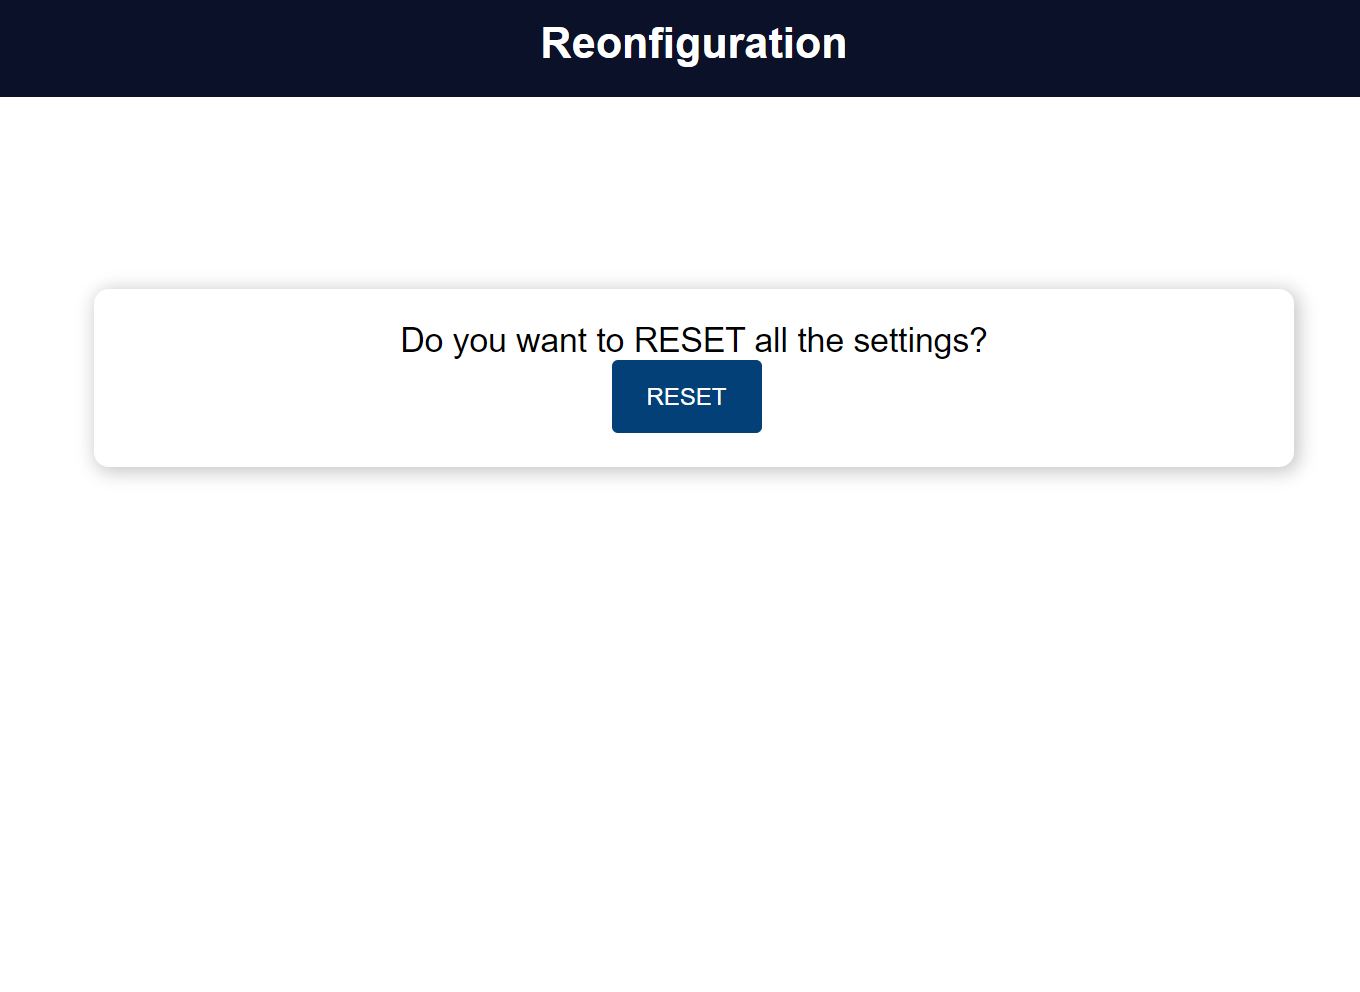 Reonfiguration
Do you want to RESET all the settings?
RESET